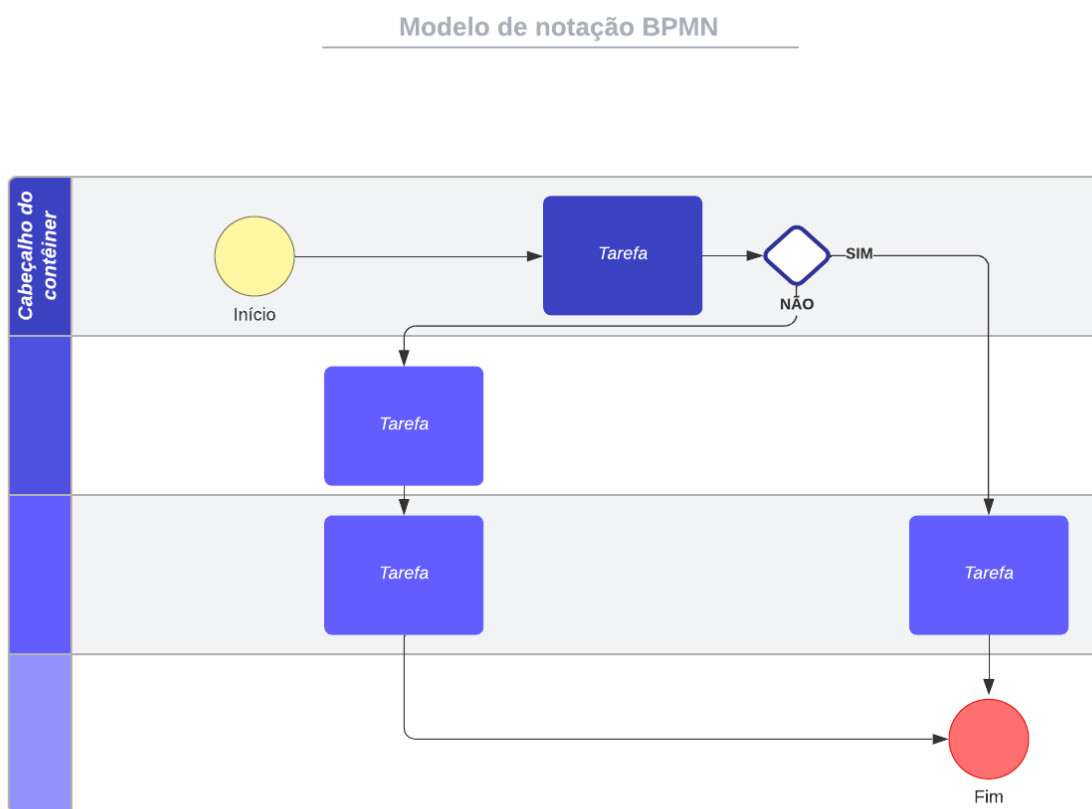 Modelo de notação BPMN
Cabeçalho do
contêiner
Início
Tarefa
SIM
NÃO
Tarefa
Tarefa
Tarefa
Fim